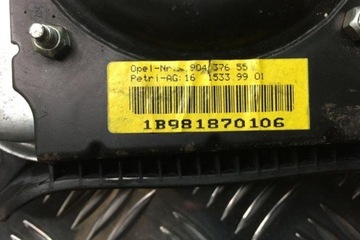 Opel-Nr.: 904 376 55
Petri-AG: 16 1533 99 01
1B981870106